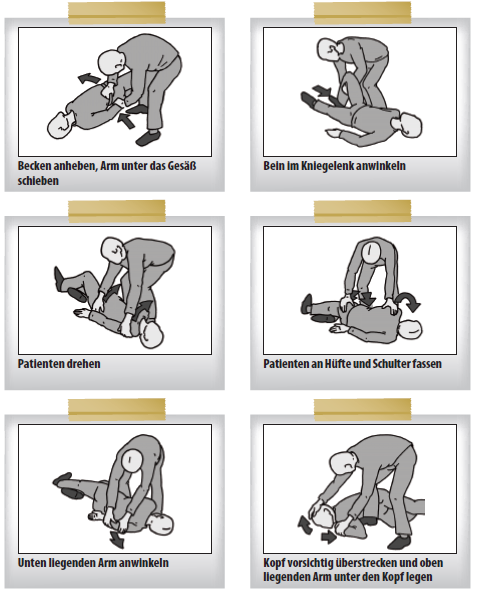 Becken anheben, Arm unter das Gesäß
schieben
Bein im Kniegelenk anwinkeln
Patienten drehen
Patienten an Hüfte und Schulter fassen
Unten liegenden Arm anwinkeln
Kopf vorsichtig überstrecken und oben
liegenden Arm unter den Kopf legen